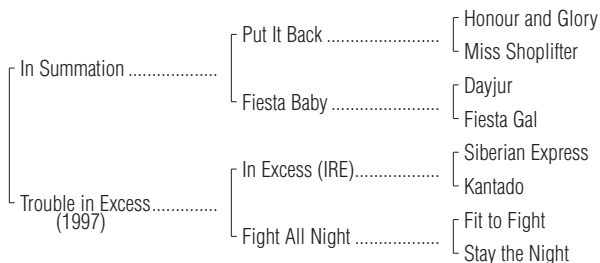 Honour and Glory
Put It Back ..........................
Miss Shoplifter
In Summation ..................
Dayjur
Fiesta Baby .........................
Fiesta Gal
Siberian Express
In Excess (IRE)...................
Kantado
Trouble in Excess.............
(1997)
Fit to Fight
Fight All Night ...................
Stay the Night